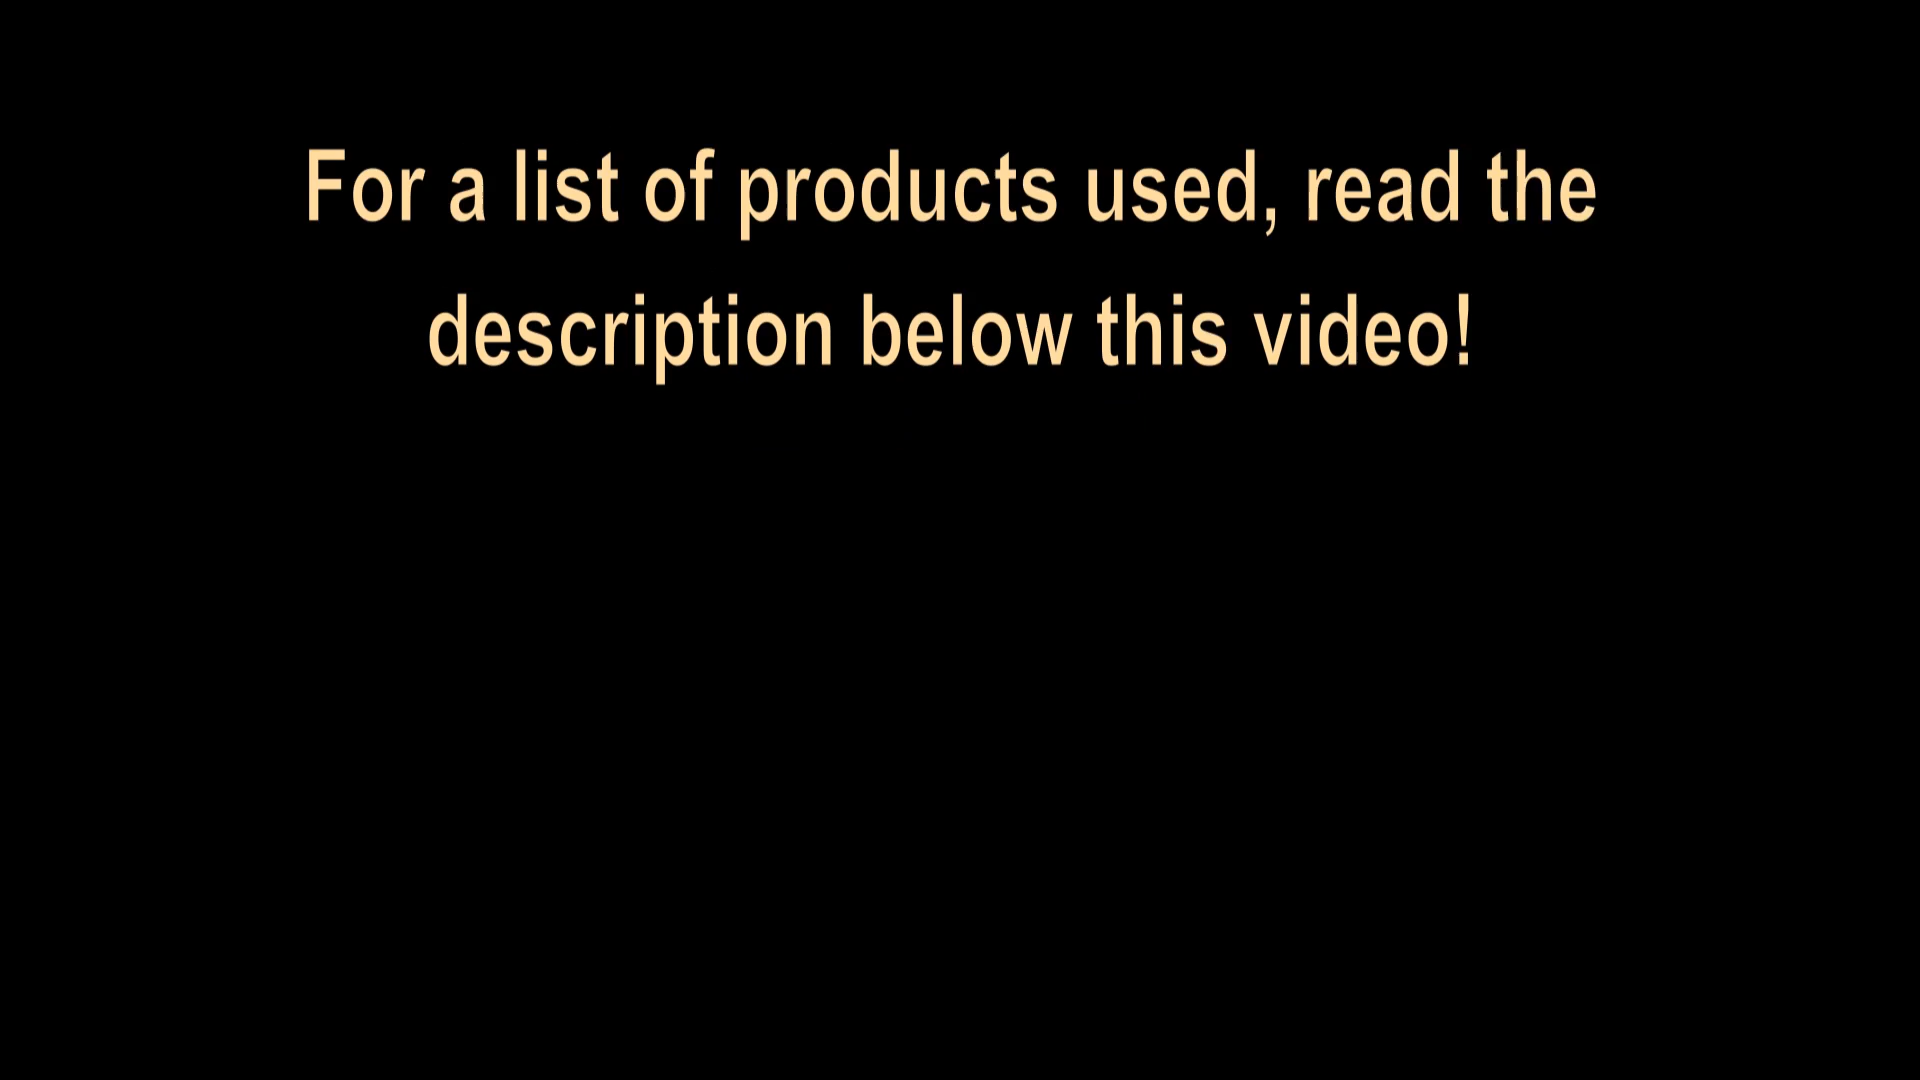 For a list of products used, read the
description below this video!